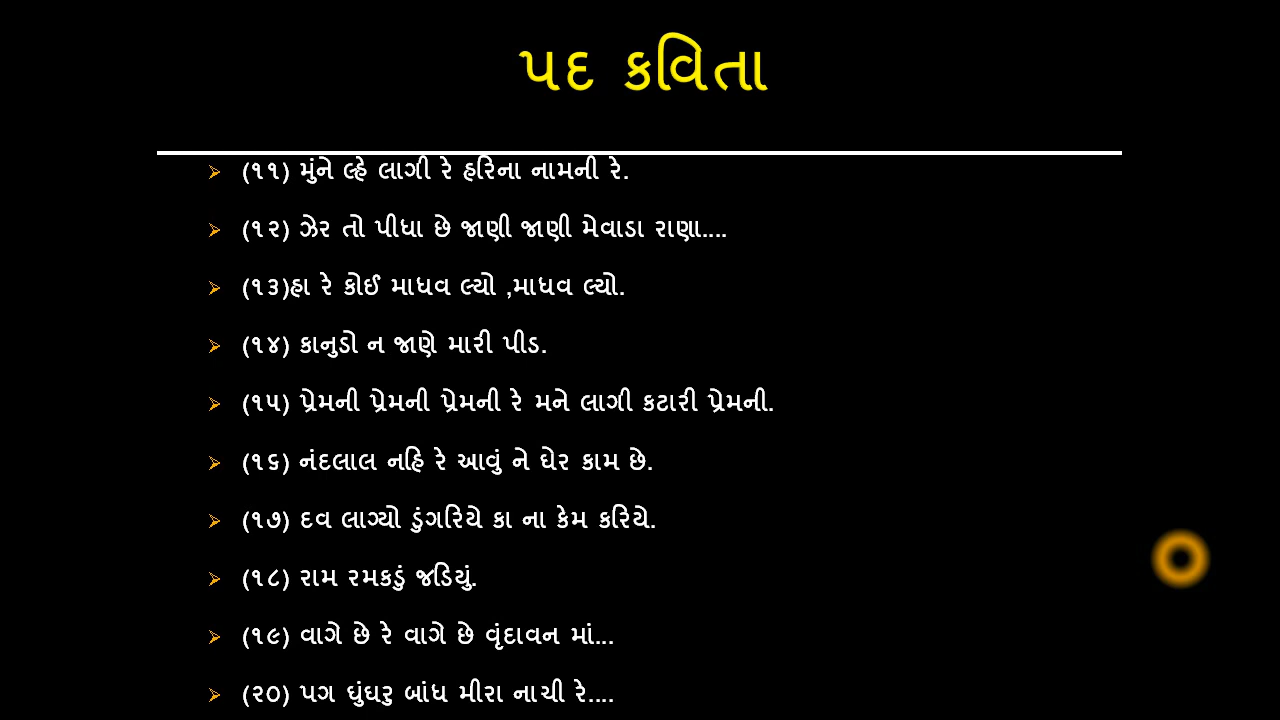 પદ કવિતા
(૧૧) મુંને લ્હે લાગી રે હરિના નામની રે.
(૧૨) ઝેર તો પીધા છે જાણી જાણી મેવાડા રાણા....
(૧૩)હા રે કોઈ માધવ લ્યો ,માધવ લ્યો.
(૧૪) કાનુડો ન જાણે મારી પીડ.
(૧૫) પ્રેમની પ્રેમની પ્રેમની રે મને લાગી કટારી પ્રેમની.
(૧૬) નંદલાલ નહિ રે આવું ને ઘેર કામ છે.
(૧૭) દવ લાગ્યો ડુંગરિયે કા ના કેમ કરિયે.
(૧૮) રામ રમકડું જડિયું.
(૧૯) વાગે છે રે વાગે છે વૃંદાવન માં...
(૨૦) પગ ઘુંઘરુ બાંધ મીરા નાચી રે....